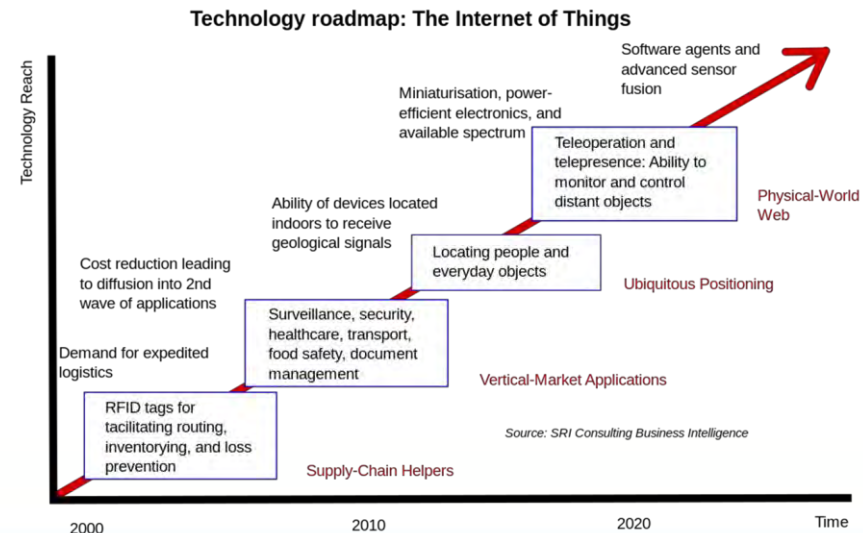 Technology roadmap: The Internet of Things
Technology Reach
Software agents and
advanced sensor
fusion
Miniaturisation, power-
efficient electronics, and
available spectrum
Teleoperation and
telepresence: Ability to
monitor and control
distant objects
Physical-World
Web
Ability of devices located
indoors to receive
geological signals
Locating people and
everyday objects
Ubiquitous Positioning
Cost reduction leading
to diffusion into 2nd
wave of applications
Surveillance, security,
healthcare, transport,
food safety, document
management
Vertical-Market Applications
Demand for expedited
logistics
RFID tags for
tacilitating routing,
inventorying, and loss
prevention
Supply-Chain Helpers
Source: SRI Consulting Business Intelligence
2000
2010
2020
Time